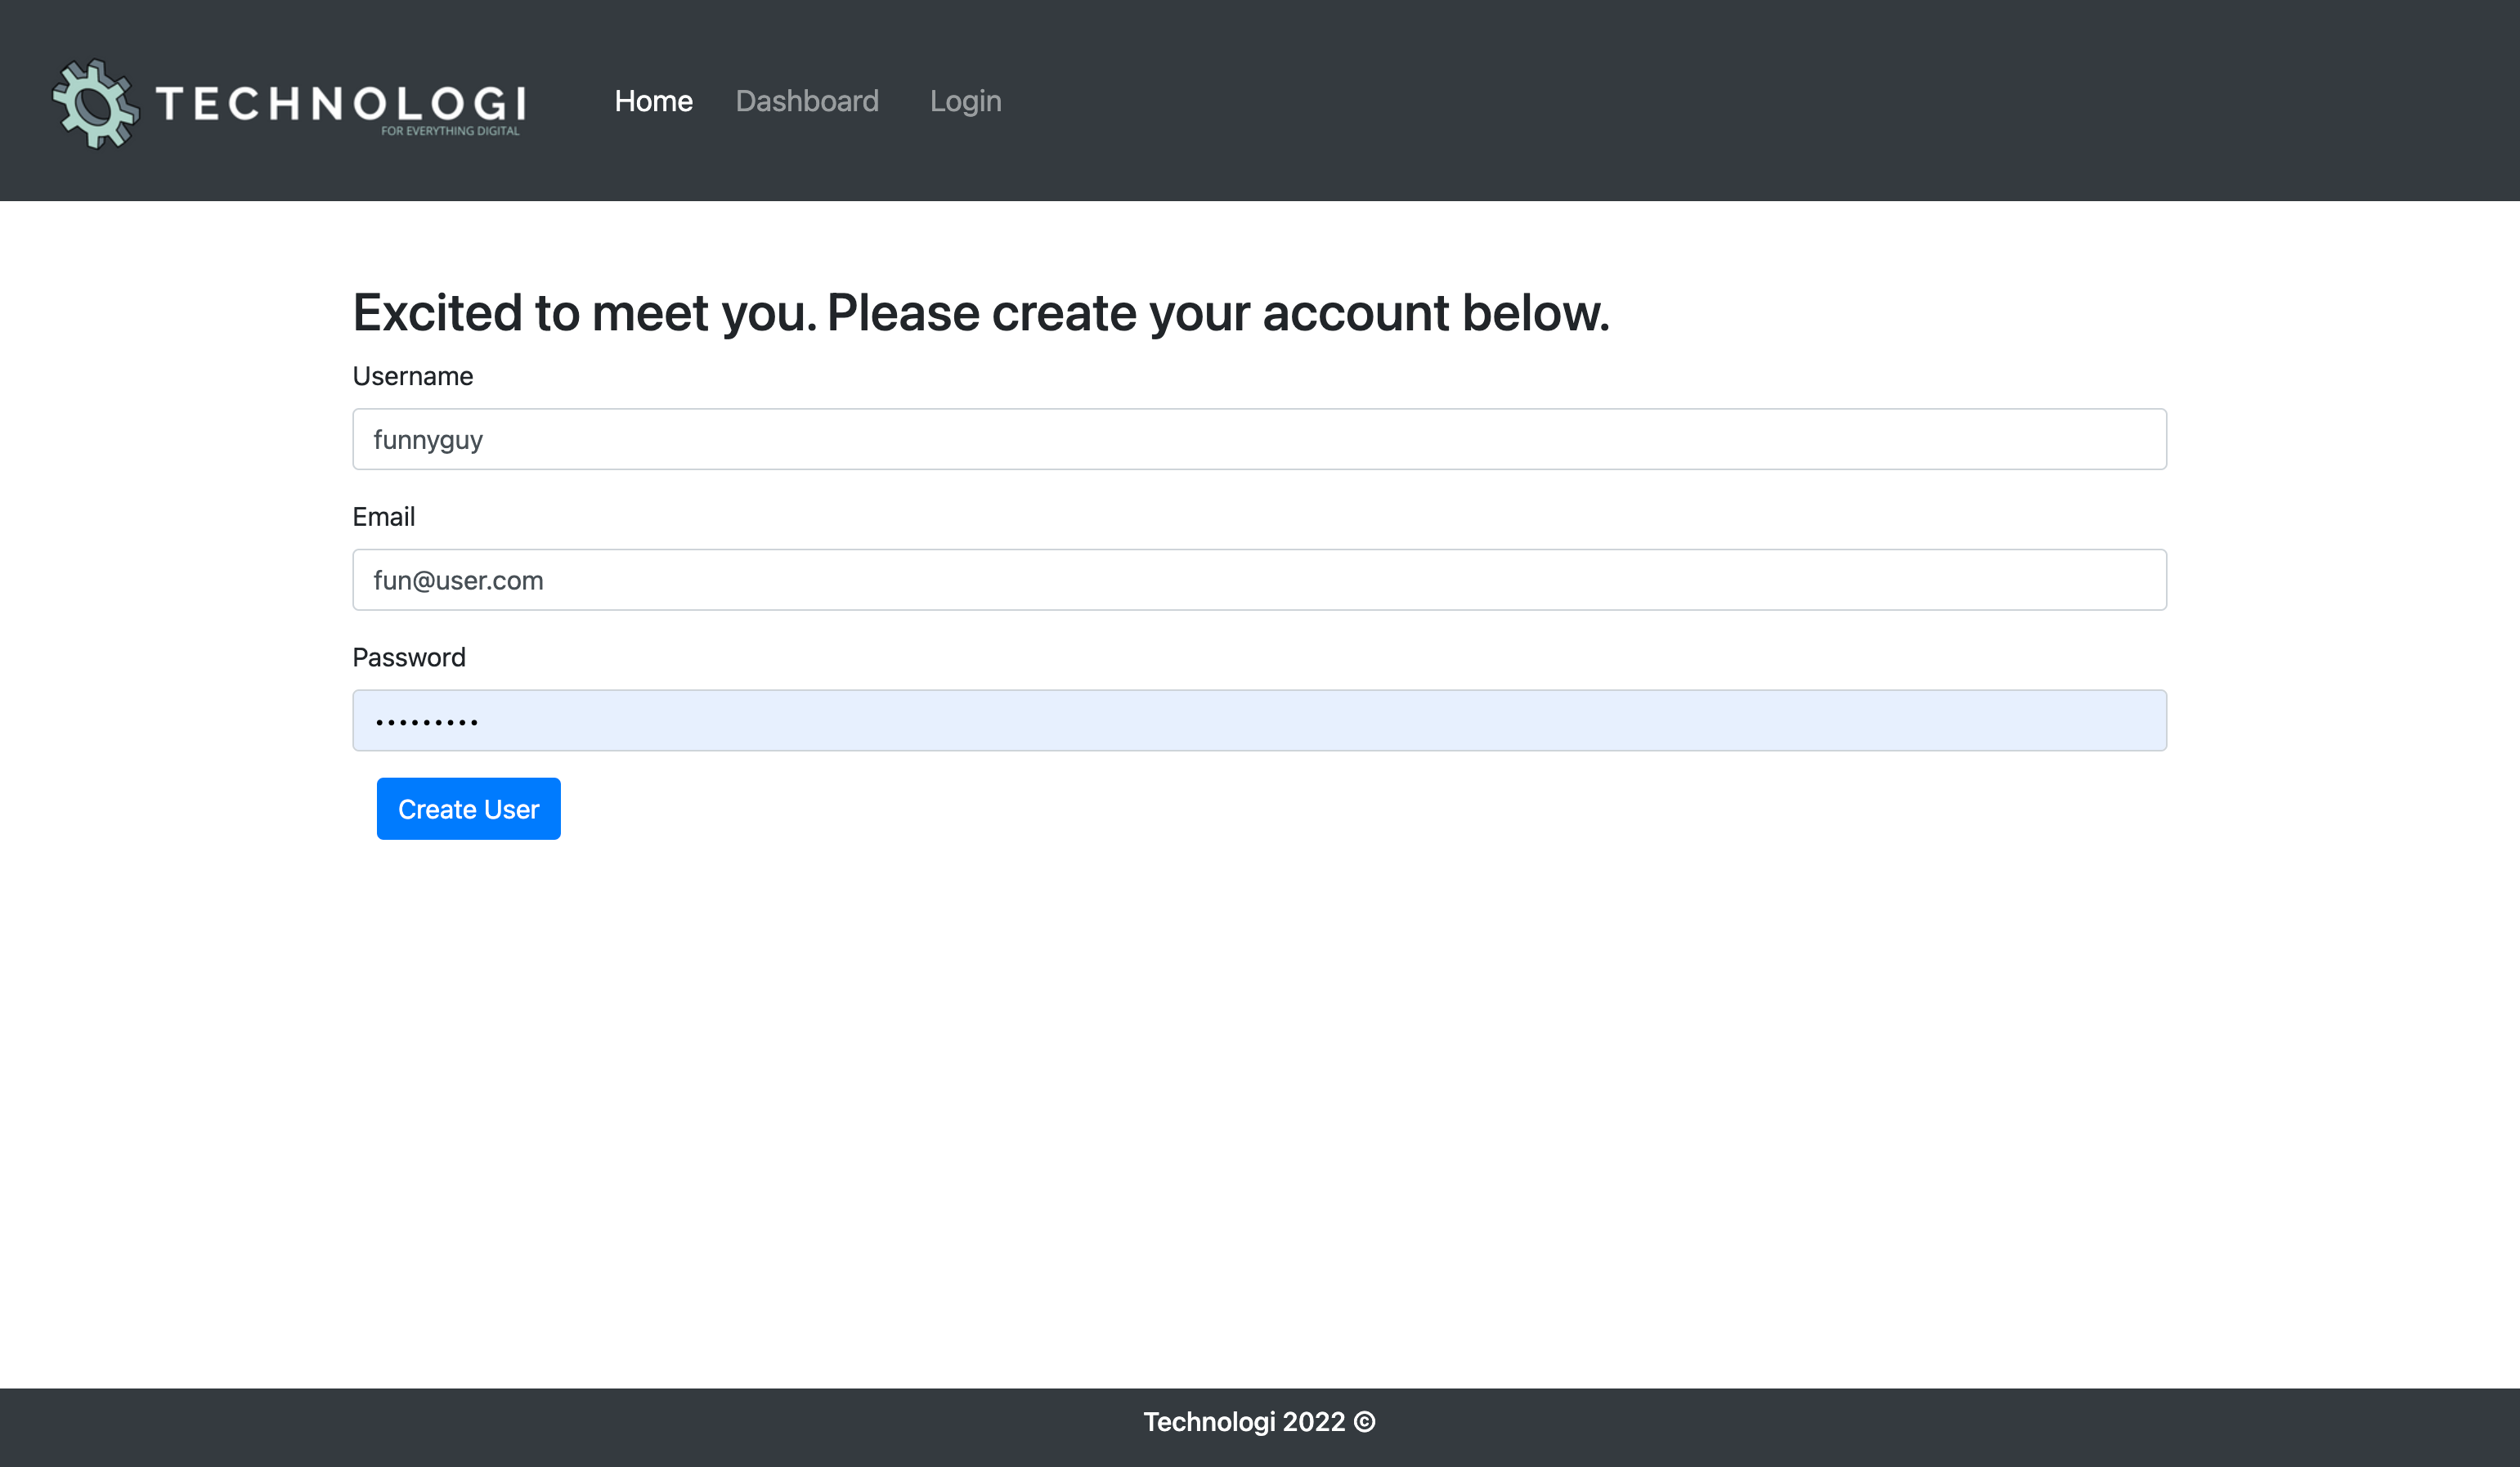 TECHNOLOGI
FOR EVERYTHING DIGITAL
Home Dashboard Login
Excited to meet you. Please create your account below.
Username
funnyguy
Email
fun@user.com
Password
•••••••••
Create User
Technologi 2022 ©